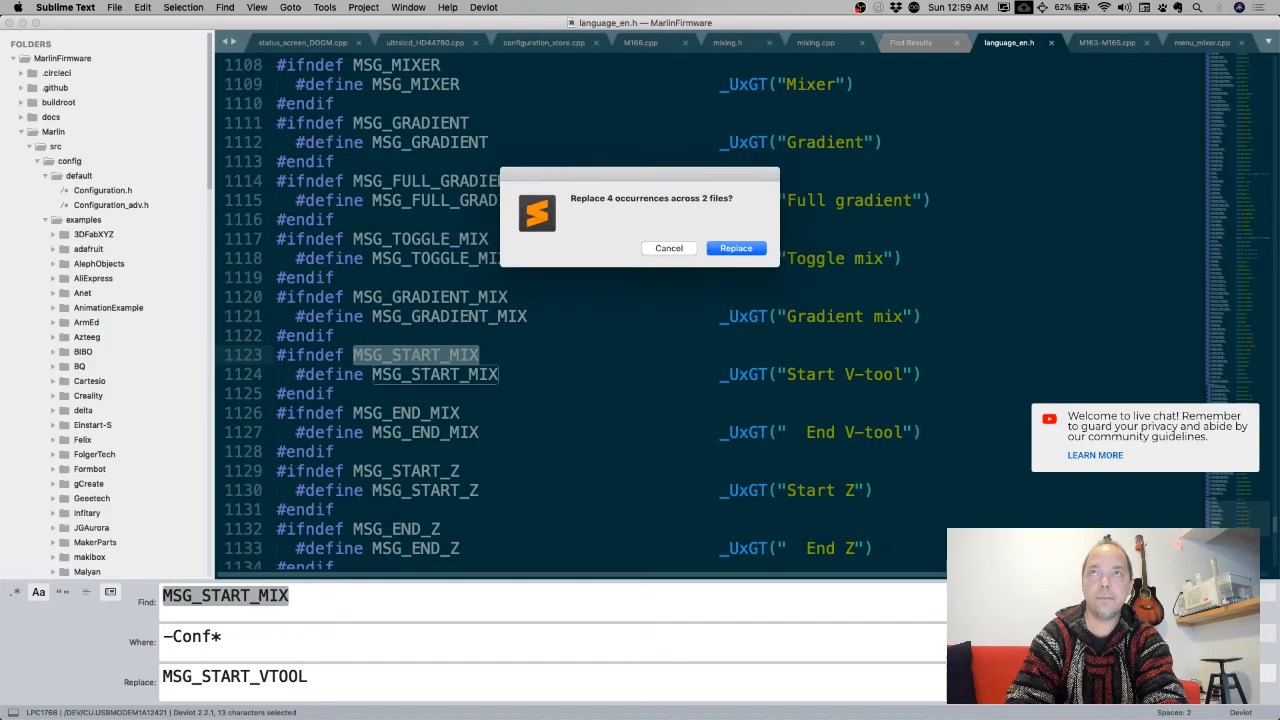 Sublime Text File Edit Selection Find View Goto Tools Project Window Help 62% Sun 12:59 AM
language_en.h — MarlinFirmware
FOLDERS
MarlinFirmware
.circleci
.github
buildroot
docs
Marlin
src
config
default
Configuration.h
Configuration_adv.h
examples
3DFabXYZ
adafruit
AlephObjects
AliExpress
Anet
AnimationExample
ArmEd
Azteeg
BIBO
BQ
Cartesio
Creality
delta
Einstart-S
Felix
FolgerTech
Formbot
gCreate
Geeetech
Infitary
JGAurora
MakerParts
makibox
Malyan
status_screen_DOGM.cpp ultralcd_HD44780.cpp configuration_store.cpp M166.cpp mixing.h mixing.cpp Find Results language_en.h M163-M165.cpp menu_mixer.cpp
1108 #ifndef MSG_MIXER
1109 #define MSG_MIXER _UxGT("Mixer")
1110 #endif
1111 #ifndef MSG_GRADIENT
1112 #define MSG_GRADIENT _UxGT("Gradient")
1113 #endif
1114 #ifndef MSG_FULL_GRADIE
1115 #define MSG_FULL_GRAD "Full gradient")
1116 #endif
1117 #ifndef MSG_TOGGLE_MIX
1118 #define MSG_TOGGLE_MI "Toggle mix")
1119 #endif
1120 #ifndef MSG_GRADIENT_MIX
1121 #define MSG_GRADIENT_MIX _UxGT("Gradient mix")
1122 #endif
1123 #ifndef MSG_START_MIX
1124 #define MSG_START_MIX _UxGT("Start V-tool")
1125 #endif
1126 #ifndef MSG_END_MIX
1127 #define MSG_END_MIX _UxGT("  End V-tool")
1128 #endif
1129 #ifndef MSG_START_Z
1130 #define MSG_START_Z _UxGT("Start Z")
1131 #endif
1132 #ifndef MSG_END_Z
1133 #define MSG_END_Z _UxGT("  End Z")
1134 #endif
Replace 4 occurrences across 2 files?
Cancel Replace
Welcome to live chat! Remember
to guard your privacy and abide by
our community guidelines.
LEARN MORE
.* Aa “”
Find: MSG_START_MIX
Where: -Conf*
Replace: MSG_START_VTOOL
LPC1768 | /DEV/CU.USBMODEM1A12421 | Deviot 2.2.1, 13 characters selected Spaces: 2 Deviot